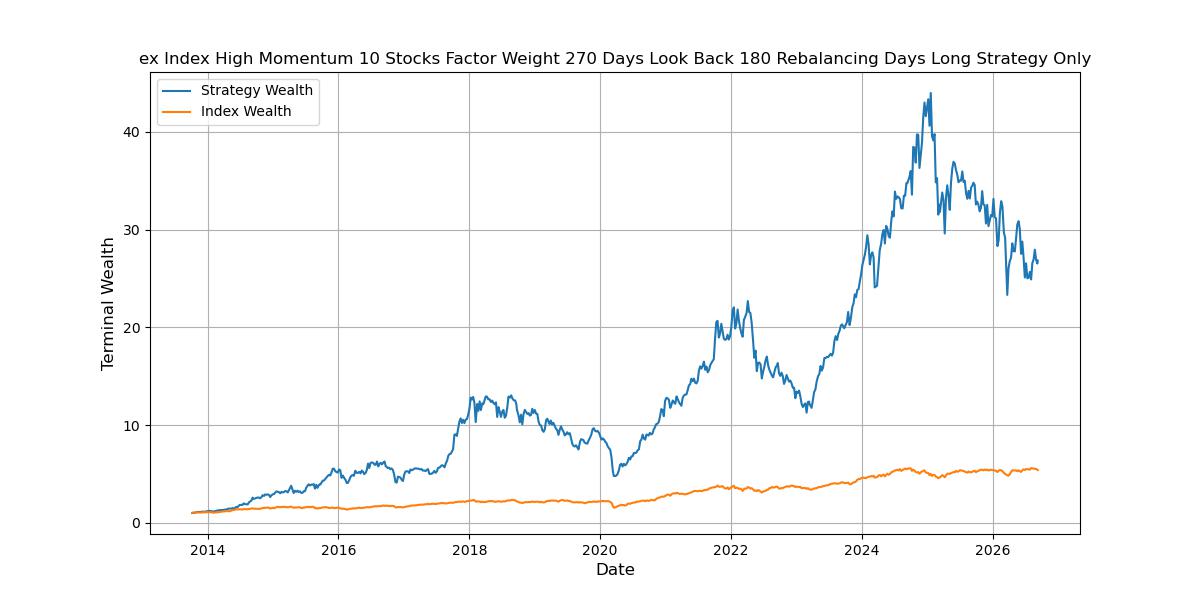 ex Index High Momentum 10 Stocks Factor Weight 270 Days Look Back 180 Rebalancing Days Long Strategy Only
Strategy Wealth
Index Wealth
Terminal Wealth
40
30
20
10
0
2014 2016 2018 2020 2022 2024 2026
Date